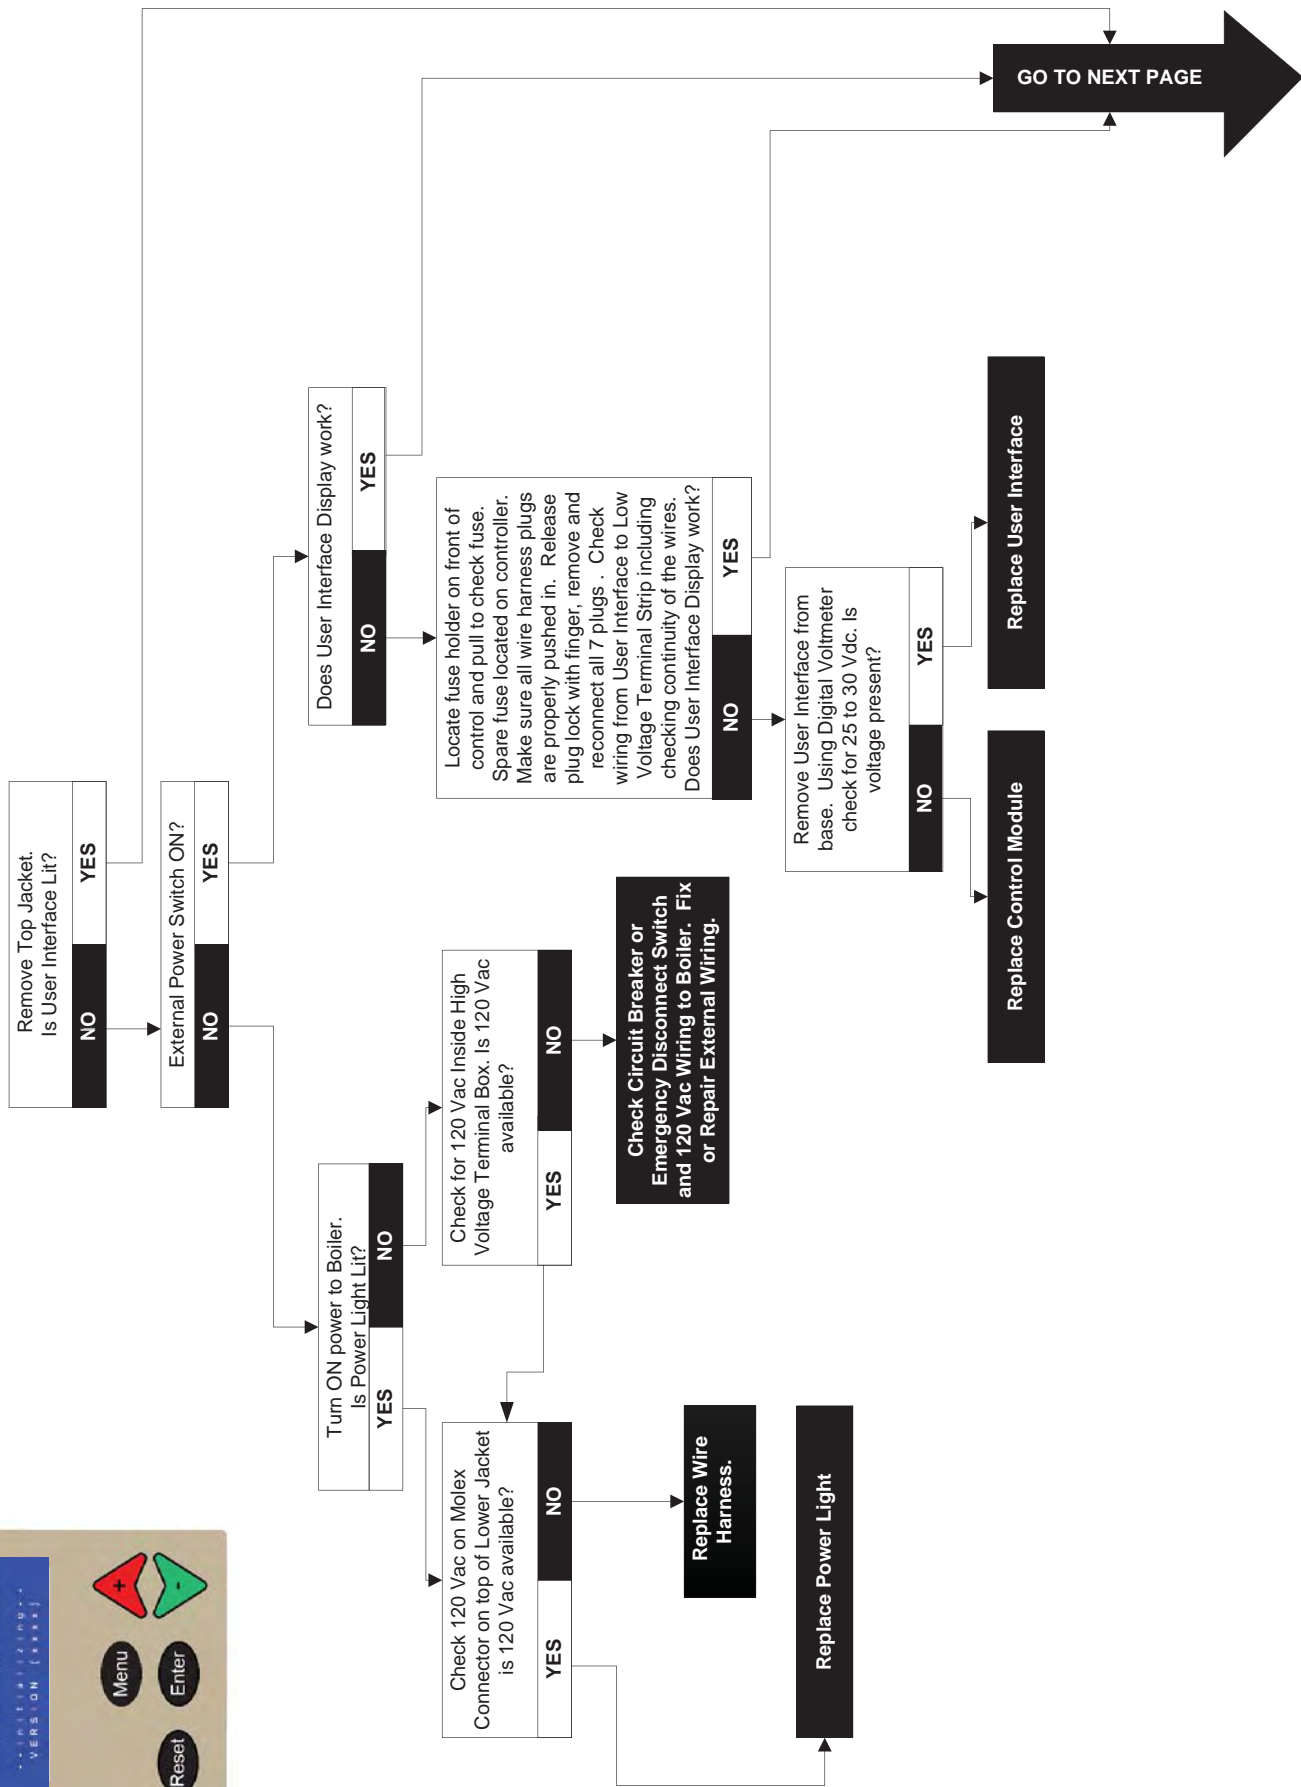 --initializing--
VERSION [xxxx]
Menu
Reset
Enter
+
-
Remove Top Jacket.
Is User Interface Lit?
NO
YES
External Power Switch ON?
NO
YES
Turn ON power to Boiler.
Is Power Light Lit?
YES
NO
Does User Interface Display work?
NO
YES
Check 120 Vac on Molex
Connector on top of Lower Jacket
is 120 Vac available?
YES
NO
Check for 120 Vac Inside High
Voltage Terminal Box. Is 120 Vac
available?
YES
NO
Locate fuse holder on front of
control and pull to check fuse.
Spare fuse located on controller.
Make sure all wire harness plugs
are properly pushed in. Release
plug lock with finger, remove and
reconnect all 7 plugs . Check
wiring from User Interface to Low
Voltage Terminal Strip including
checking continuity of the wires.
Does User Interface Display work?
NO
YES
Replace Wire
Harness.
Check Circuit Breaker or
Emergency Disconnect Switch
and 120 Vac Wiring to Boiler. Fix
or Repair External Wiring.
Remove User Interface from
base. Using Digital Voltmeter
check for 25 to 30 Vdc. Is
voltage present?
NO
YES
Replace Power Light
Replace Control Module
Replace User Interface
GO TO NEXT PAGE